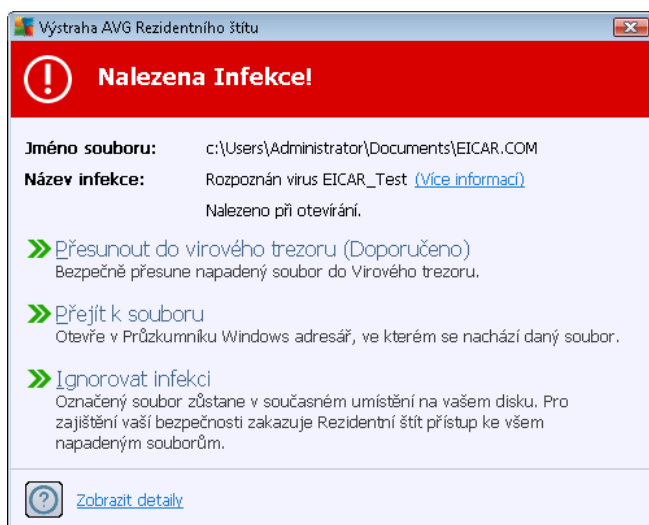 Výstraha AVG Rezidentního štítu
Nalezena Infekce!
Jméno souboru: c:\Users\Administrator\Documents\EICAR.COM
Název infekce: Rozpoznán virus EICAR_Test (Více informací)
Nalezeno při otevírání.
Přesunout do virového trezoru (Doporučeno)
Bezpečně přesune napadený soubor do Virového trezoru.
Přejít k souboru
Otevře v Průzkumníku Windows adresář, ve kterém se nachází daný soubor.
Ignorovat infekci
Označený soubor zůstane v současném umístění na vašem disku. Pro
zajištění vaší bezpečnosti zakazuje Rezidentní štít přístup ke všem
napadeným souborům.
Zobrazit detaily